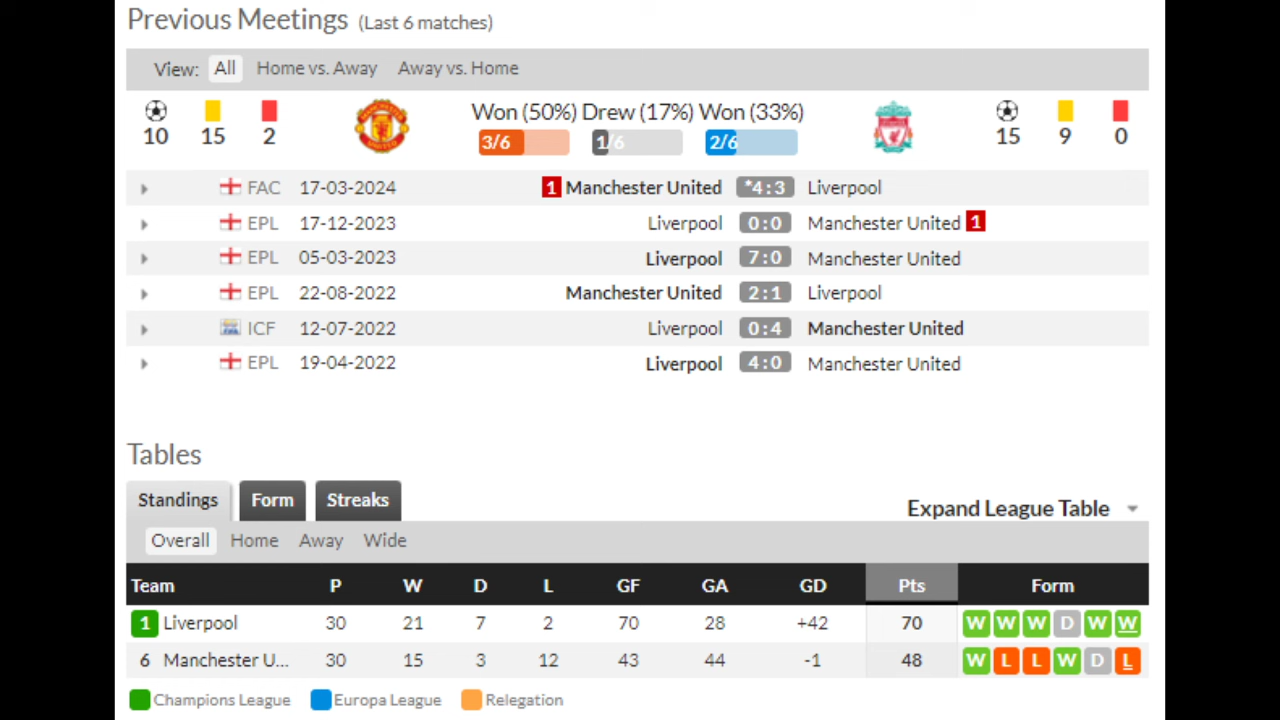 Previous Meetings (Last 6 matches)
View: All Home vs. Away Away vs. Home
Won (50%) Drew (17%) Won (33%)
10 15 2 3/6 1/6 2/6 15 9 0
FAC 17-03-2024 1 Manchester United *4:3 Liverpool
EPL 17-12-2023 Liverpool 0:0 Manchester United 1
EPL 05-03-2023 Liverpool 7:0 Manchester United
EPL 22-08-2022 Manchester United 2:1 Liverpool
ICF 12-07-2022 Liverpool 0:4 Manchester United
EPL 19-04-2022 Liverpool 4:0 Manchester United
Tables
Standings Form Streaks Expand League Table
Overall Home Away Wide
Team P W D L GF GA GD Pts Form
1 Liverpool 30 21 7 2 70 28 +42 70 W W W D W W
6 Manchester U... 30 15 3 12 43 44 -1 48 W L L W D L
Champions League Europa League Relegation